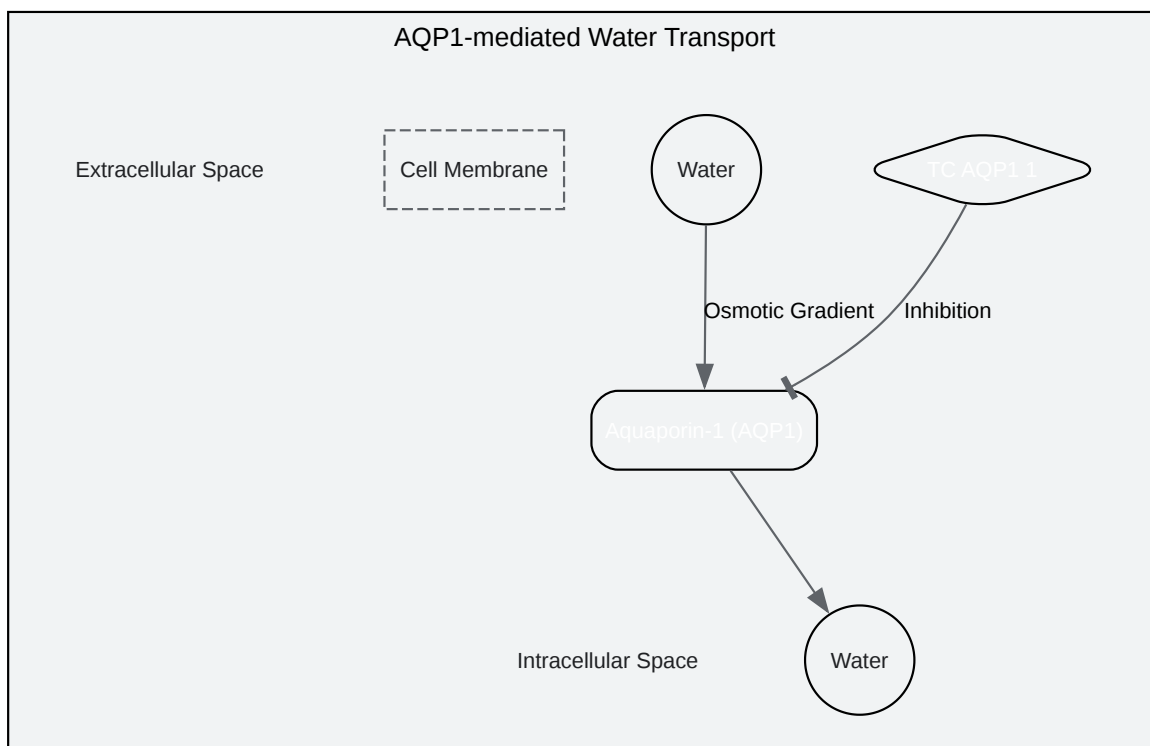 AQP1-mediated Water Transport
Extracellular Space
Cell Membrane
Water
TC AQP1 1
Osmotic Gradient
Inhibition
Aquaporin-1 (AQP1)
Intracellular Space
Water